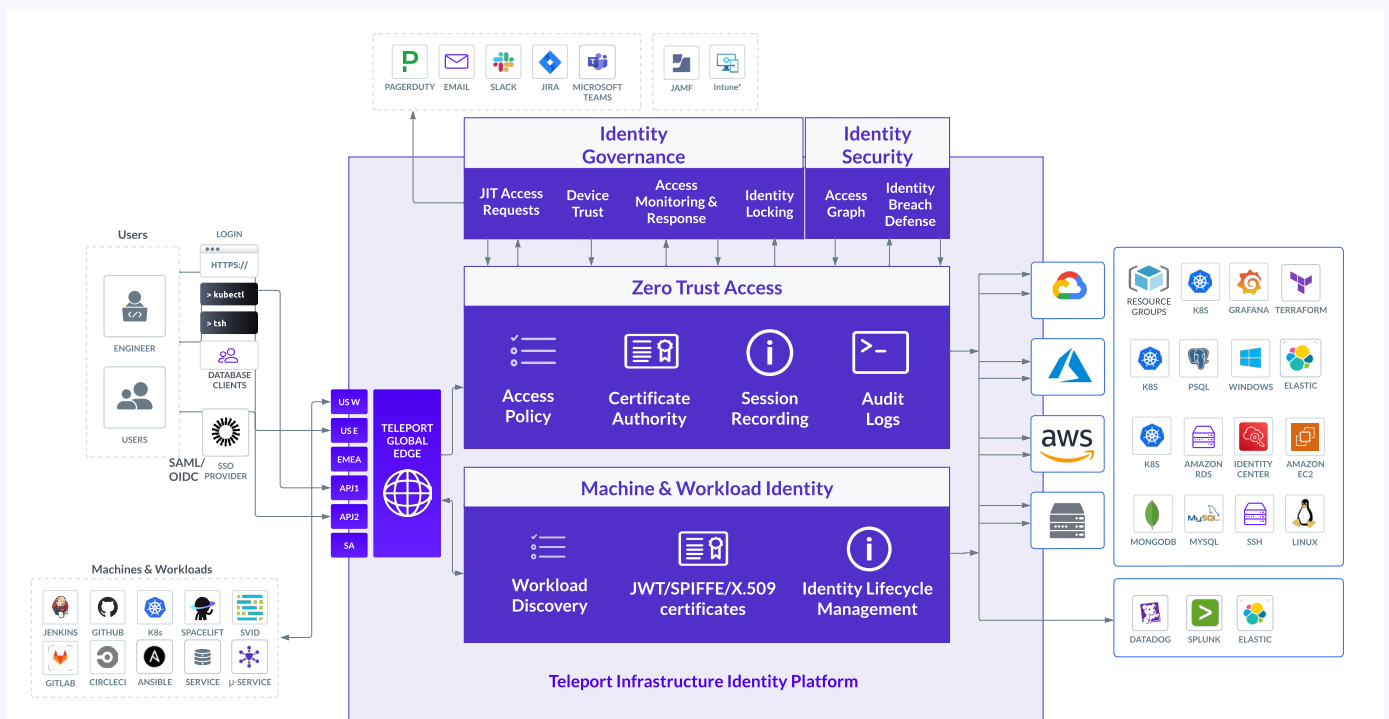 PAGERDUTY
EMAIL
SLACK
JIRA
MICROSOFT
TEAMS
JAMF
Intune*
Identity
Governance
Identity
Security
JIT Access
Requests
Device
Trust
Access
Monitoring &
Response
Identity
Locking
Access
Graph
Identity
Breach
Defense
Users
LOGIN
HTTPS://
> kubectl
> tsh
DATABASE
CLIENTS
ENGINEER
USERS
SAML/
OIDC
SSO
PROVIDER
US W
US E
EMEA
APJ1
APJ2
SA
TELEPORT
GLOBAL
EDGE
Zero Trust Access
Access
Policy
Certificate
Authority
Session
Recording
>-
Audit
Logs
Machine & Workload Identity
Workload
Discovery
JWT/SPIFFE/X.509
certificates
Identity Lifecycle
Management
Machines & Workloads
JENKINS
GITHUB
K8s
SPACELIFT
SVID
GITLAB
CIRCLECI
ANSIBLE
SERVICE
μ-SERVICE
Teleport Infrastructure Identity Platform
aws
RESOURCE
GROUPS
K8S
GRAFANA
TERRAFORM
K8S
PSQL
WINDOWS
ELASTIC
K8S
AMAZON
RDS
IDENTITY
CENTER
AMAZON
EC2
MySQL
MONGODB
MYSQL
SSH
LINUX
DATADOG
SPLUNK
ELASTIC